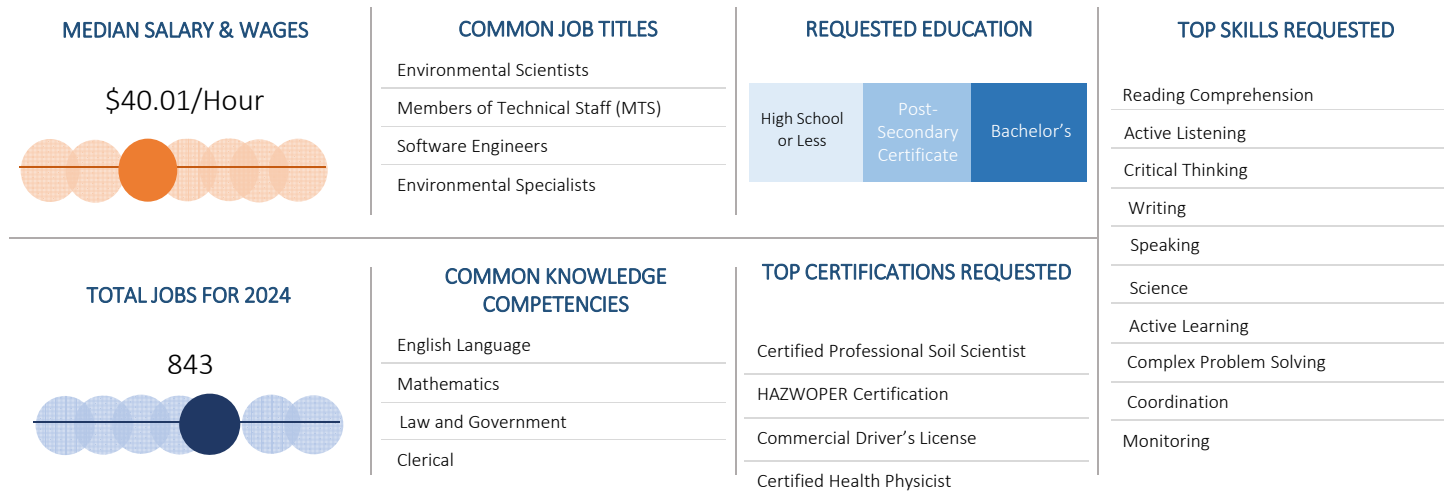 MEDIAN SALARY & WAGES
$40.01/Hour
COMMON JOB TITLES
Environmental Scientists
Members of Technical Staff (MTS)
Software Engineers
Environmental Specialists
REQUESTED EDUCATION
High School
or Less
Post-
Secondary
Certificate
Bachelor’s
TOTAL JOBS FOR 2024
843
COMMON KNOWLEDGE
COMPETENCIES
English Language
Mathematics
Law and Government
Clerical
TOP CERTIFICATIONS REQUESTED
Certified Professional Soil Scientist
HAZWOPER Certification
Commercial Driver’s License
Certified Health Physicist
TOP SKILLS REQUESTED
Reading Comprehension
Active Listening
Critical Thinking
Writing
Speaking
Science
Active Learning
Complex Problem Solving
Coordination
Monitoring